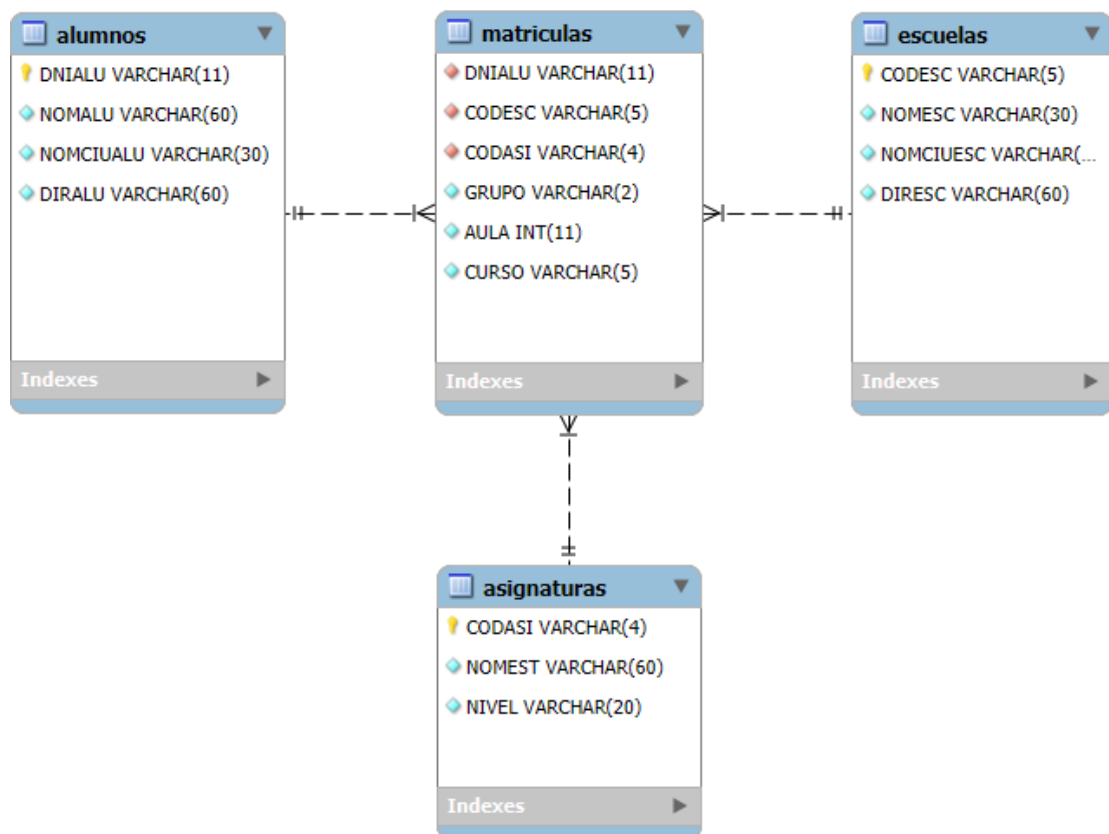 alumnos
DNIALU VARCHAR(11)
NOMALU VARCHAR(60)
NOMCIUALU VARCHAR(30)
DIRALU VARCHAR(60)
Indexes
matriculas
DNIALU VARCHAR(11)
CODESC VARCHAR(5)
CODASI VARCHAR(4)
GRUPO VARCHAR(2)
AULA INT(11)
CURSO VARCHAR(5)
Indexes
escuelas
CODESC VARCHAR(5)
NOMESC VARCHAR(30)
NOMCIUESC VARCHAR(...
DIRESC VARCHAR(60)
Indexes
asignaturas
CODASI VARCHAR(4)
NOMEST VARCHAR(60)
NIVEL VARCHAR(20)
Indexes